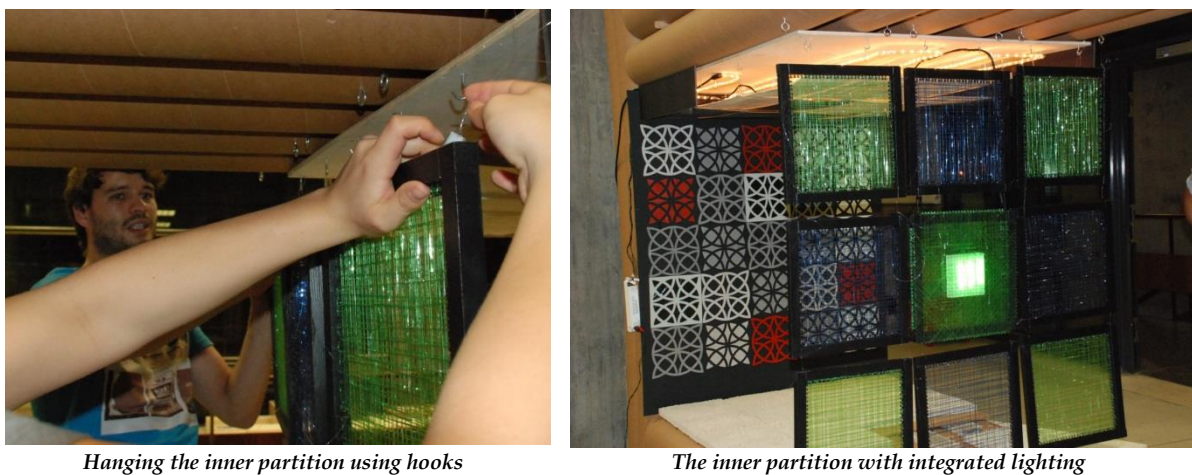 Hanging the inner partition using hooks
The inner partition with integrated lighting